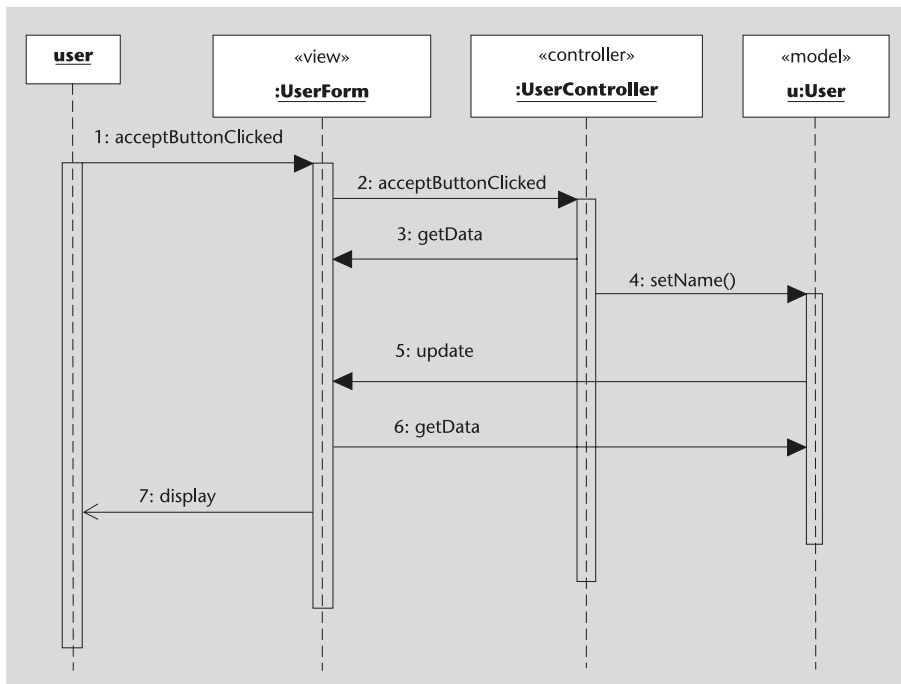 user
«view»
:UserForm
«controller»
:UserController
«model»
u:User
1: acceptButtonClicked
2: acceptButtonClicked
3: getData
4: setName()
5: update
6: getData
7: display